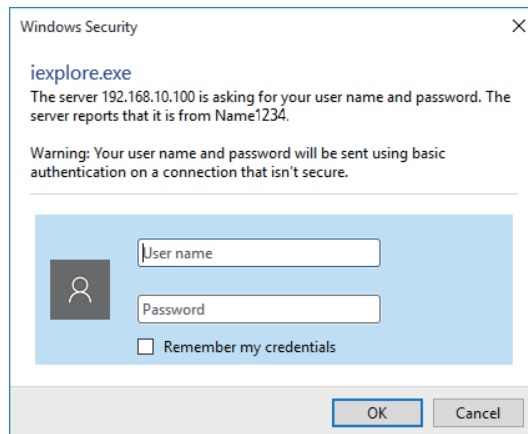 Windows Security
iexplore.exe
The server 192.168.10.100 is asking for your user name and password. The
server reports that it is from Name1234.
Warning: Your user name and password will be sent using basic
authentication on a connection that isn't secure.
User name
Password
Remember my credentials
OK Cancel